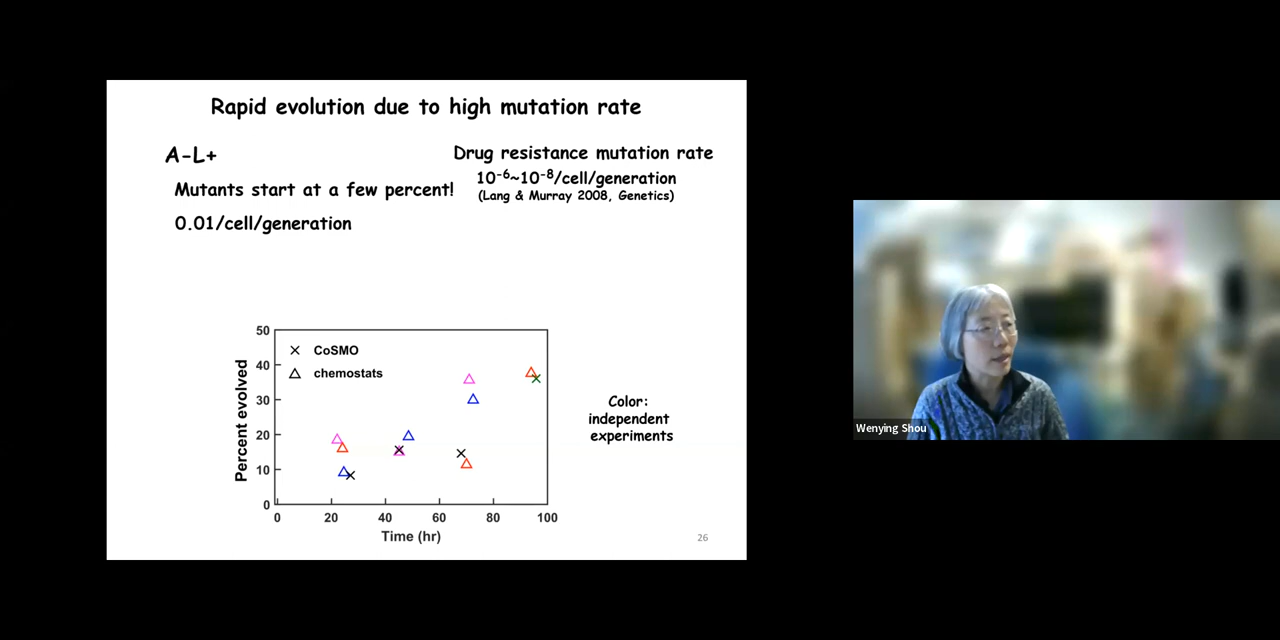 Rapid evolution due to high mutation rate
A-L+
Mutants start at a few percent!
0.01/cell/generation
Drug resistance mutation rate
10⁻⁶~10⁻⁸/cell/generation
(Lang & Murray 2008, Genetics)
50
40
30
20
10
0
Percent evolved
CoSMO
chemostats
0 20 40 60 80 100
Time (hr)
Color:
independent
experiments
26
Wenying Shou